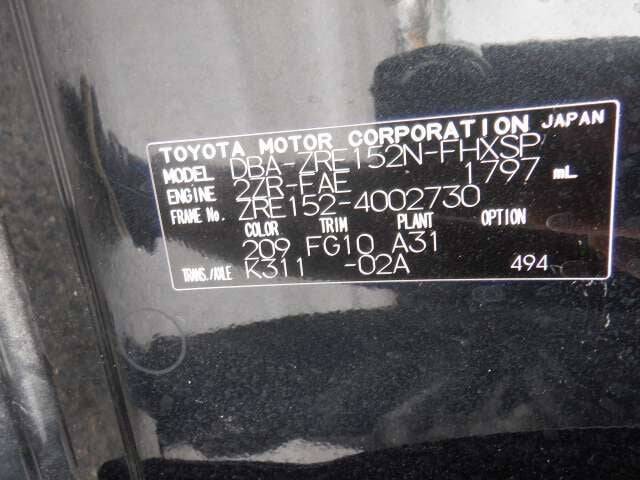 TOYOTA MOTOR CORPORATION JAPAN
MODEL DBA-ZRE152N-FHXSP
ENGINE 2ZR-FAE 1797 mL
FRAME No. ZRE152-4002730
COLOR TRIM PLANT OPTION
209 FG10 A31
TRANS./AXLE K311 -02A 494